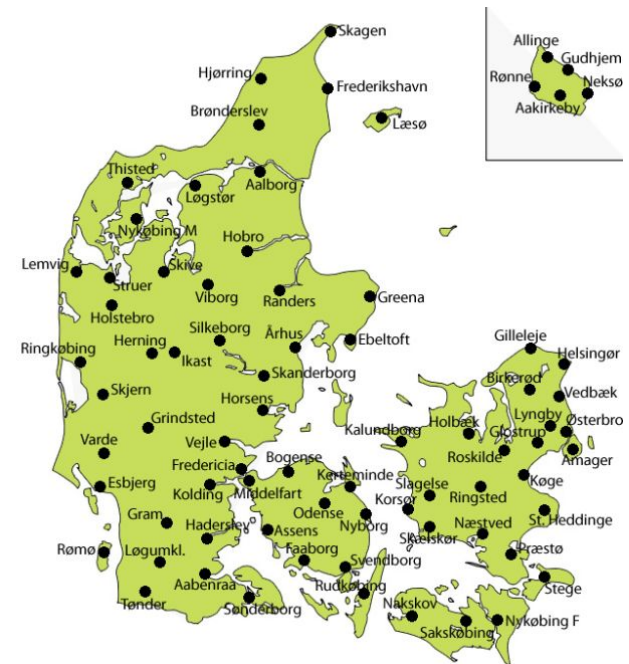 Skagen
Allinge
Gudhjem
Hjørring
Rønne
Neksø
Frederikshavn
Aakirkeby
Brønderslev
Læsø
Thisted
Løgstør
Aalborg
Nykøbing M
Hobro
Lemvig
Struer
Skive
Viborg
Randers
Greena
Holstebro
Silkeborg
Århus
Ebeltoft
Gilleleje
Herning
Ikast
Helsingør
Ringkøbing
Skanderborg
Birkerød
Vedbæk
Skjern
Horsens
Lyngby
Grindsted
Kalundborg
Holbæk
Glostrup
Østerbro
Varde
Vejle
Roskilde
Amager
Fredericia
Bogense
Kerteminde
Slagelse
Køge
Esbjerg
Kolding
Middelfart
Korsør
Ringsted
Gram
Haderslev
Odense
Nyborg
Næstved
St. Heddinge
Assens
Skælskør
Rømø
Løgumkl.
Faaborg
Svendborg
Præstø
Aabenraa
Rudkøbing
Stege
Tønder
Sønderborg
Nakskov
Sakskøbing
Nykøbing F